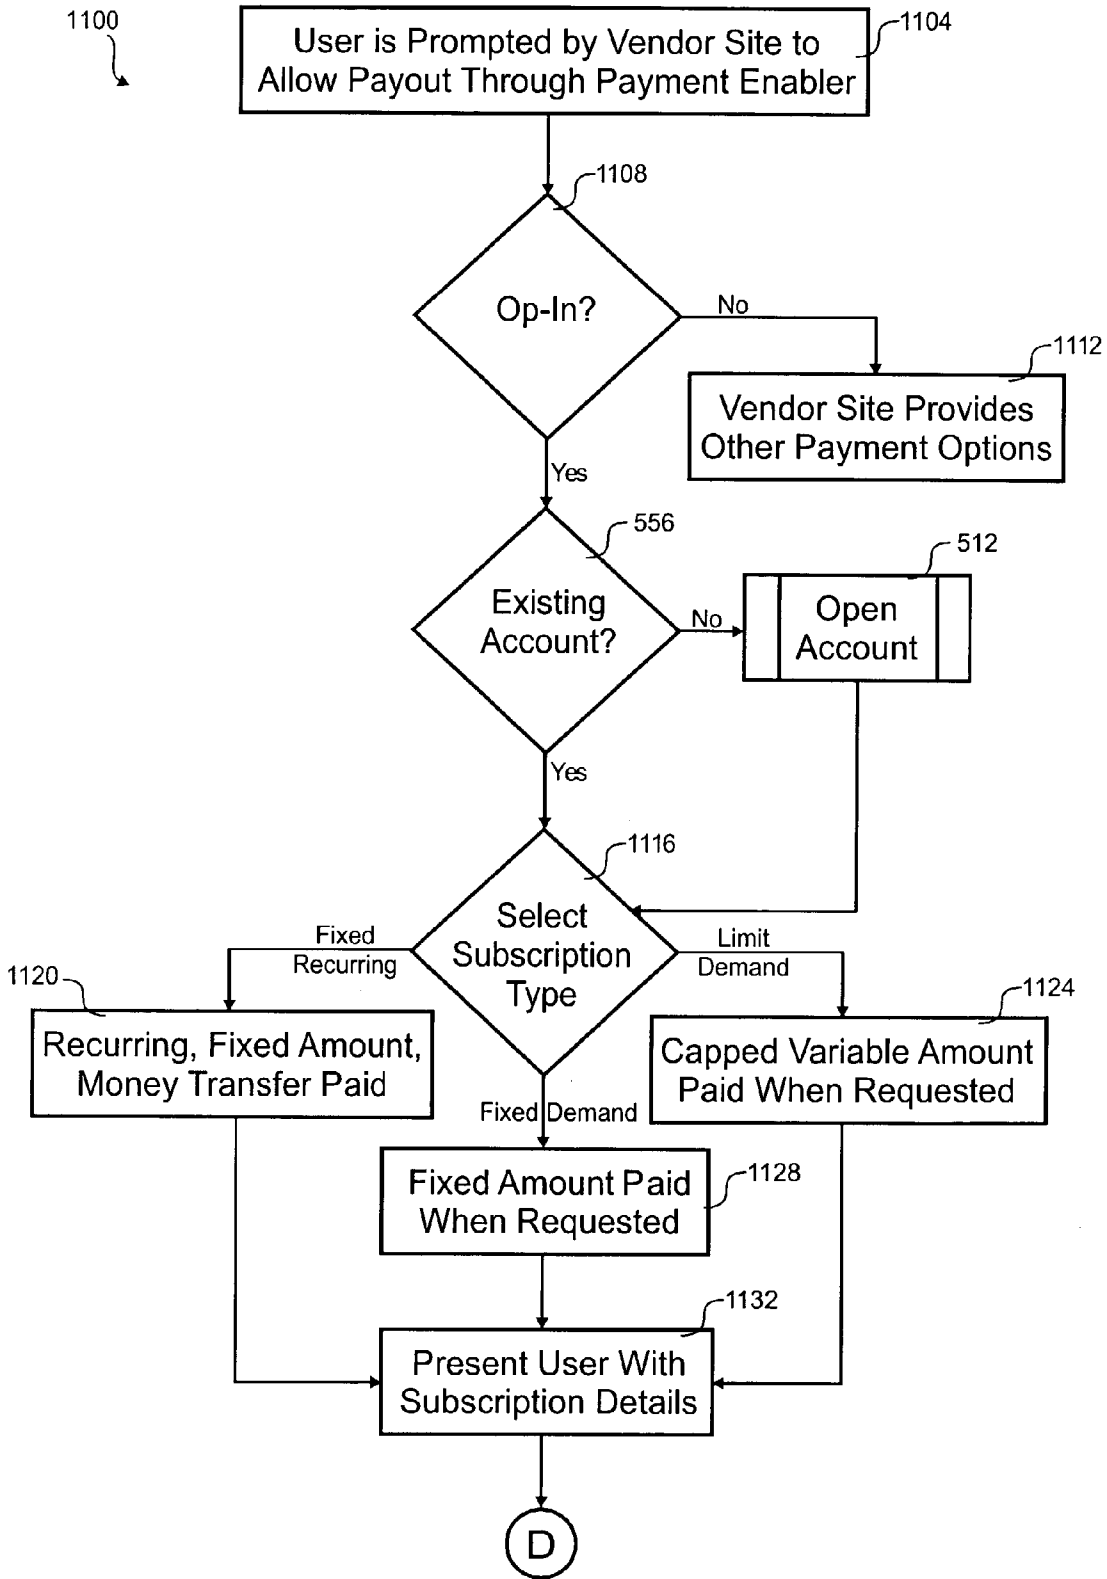 1100
1104
User is Prompted by Vendor Site to
Allow Payout Through Payment Enabler
1108
Op-In?
No
1112
Vendor Site Provides
Other Payment Options
Yes
556
Existing
Account?
No
512
Open
Account
Yes
1116
Select
Subscription
Type
Fixed
Recurring
Limit
Demand
1120
Recurring, Fixed Amount,
Money Transfer Paid
1124
Capped Variable Amount
Paid When Requested
Fixed Demand
1128
Fixed Amount Paid
When Requested
1132
Present User With
Subscription Details
D